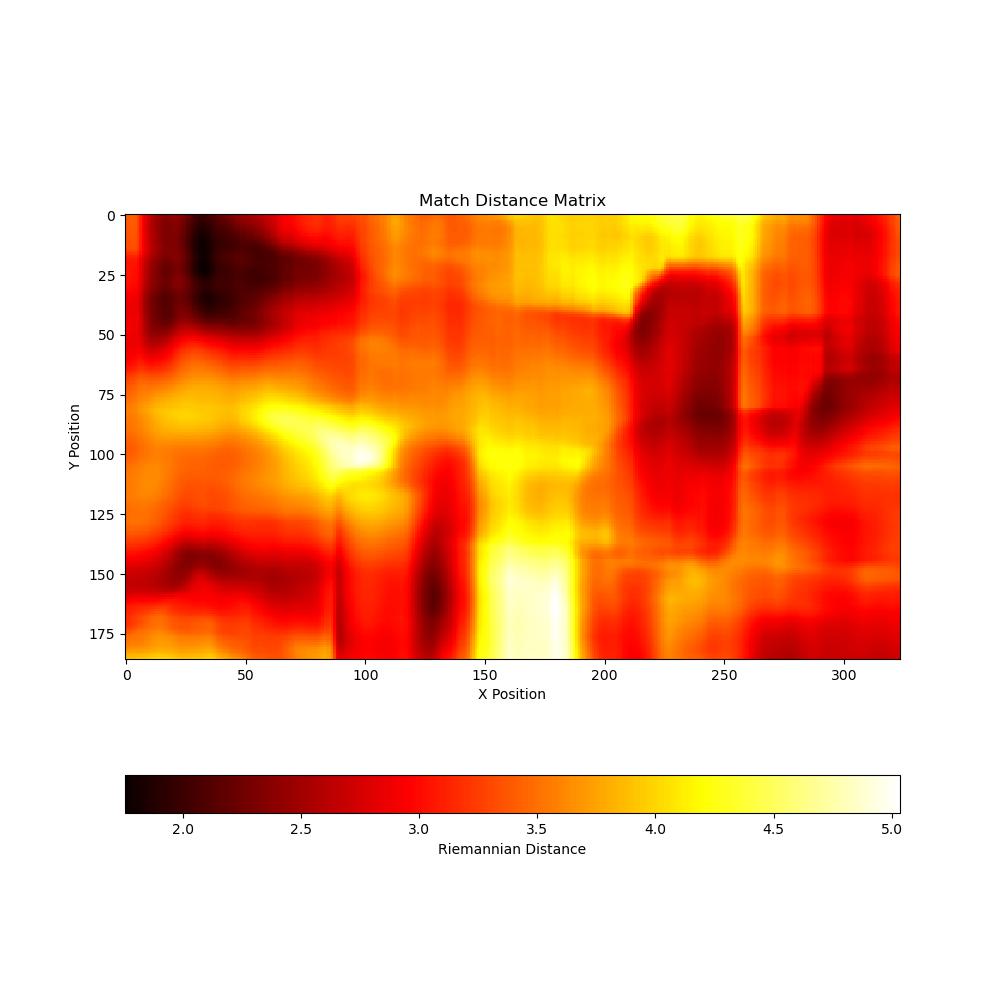 Match Distance Matrix
0
25
50
75
100
125
150
175
Y Position
0 50 100 150 200 250 300
X Position
2.0 2.5 3.0 3.5 4.0 4.5 5.0
Riemannian Distance